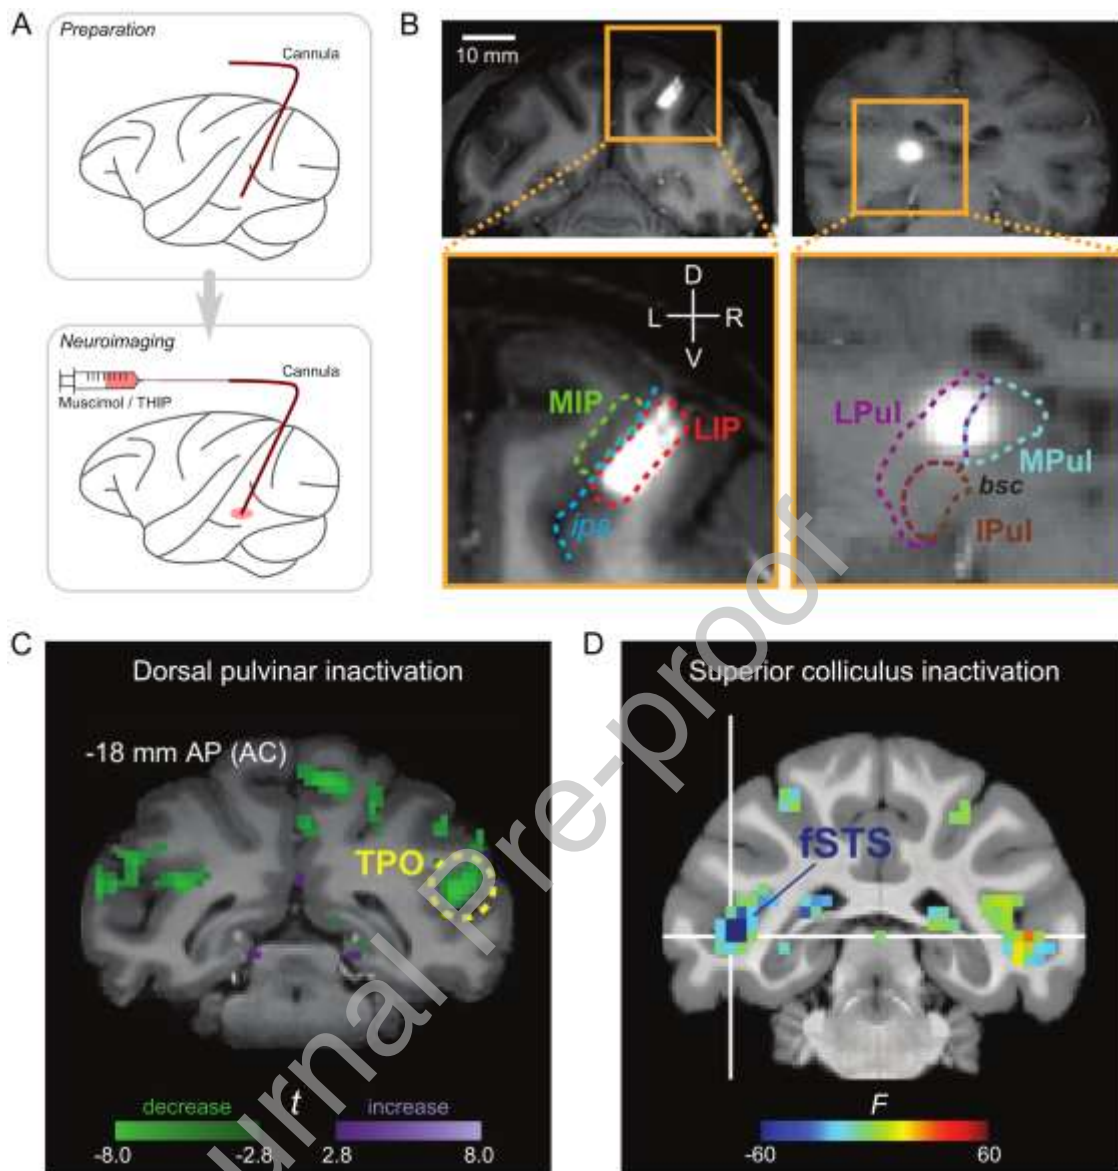 A
Preparation
Cannula
Neuroimaging
Cannula
Muscimol / THIP
B
10 mm
D
L R
V
MIP
LIP
ips
LPul
MPul
bsc
IPul
C
Dorsal pulvinar inactivation
-18 mm AP (AC)
TPO
decrease t increase
-8.0 -2.8 2.8 8.0
D
Superior colliculus inactivation
fSTS
F
-60 60
urnal Pre-proof